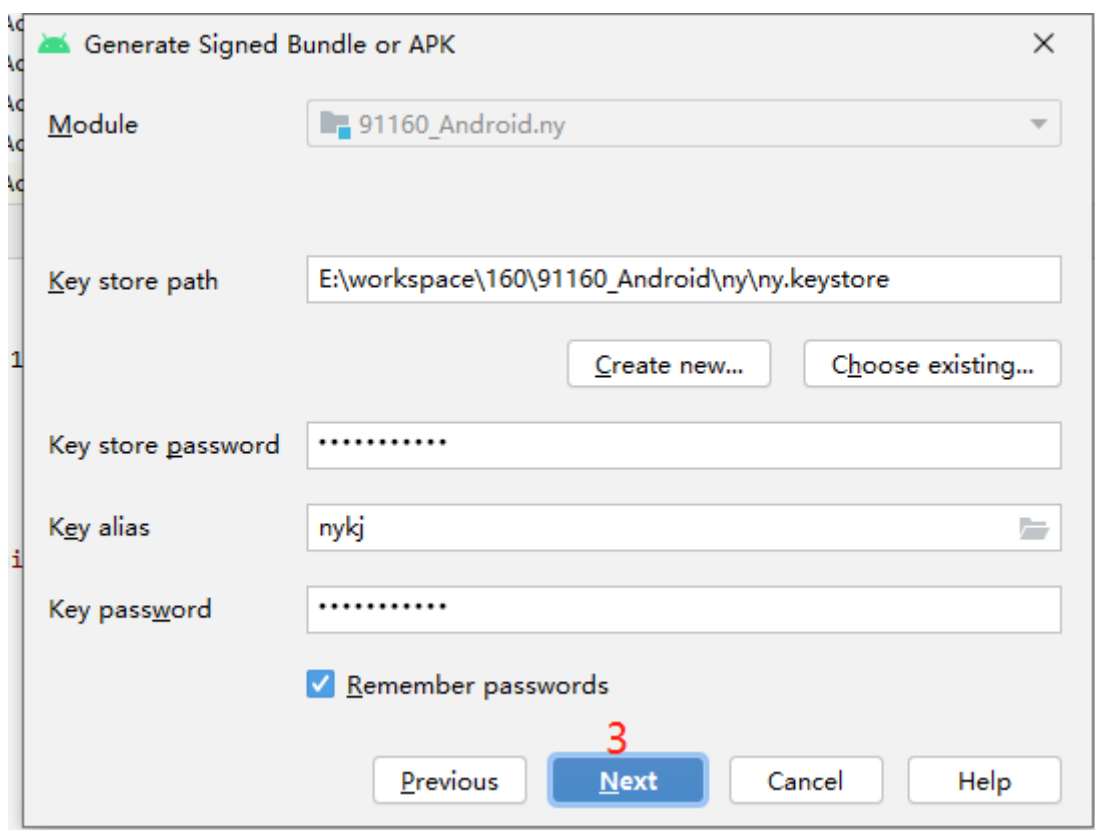 Generate Signed Bundle or APK
Module
91160_Android.ny
Key store path
E:\workspace\160\91160_Android\ny\ny.keystore
Create new...
Choose existing...
Key store password
•••••••••••
Key alias
nykj
Key password
•••••••••••
Remember passwords
3
Previous
Next
Cancel
Help